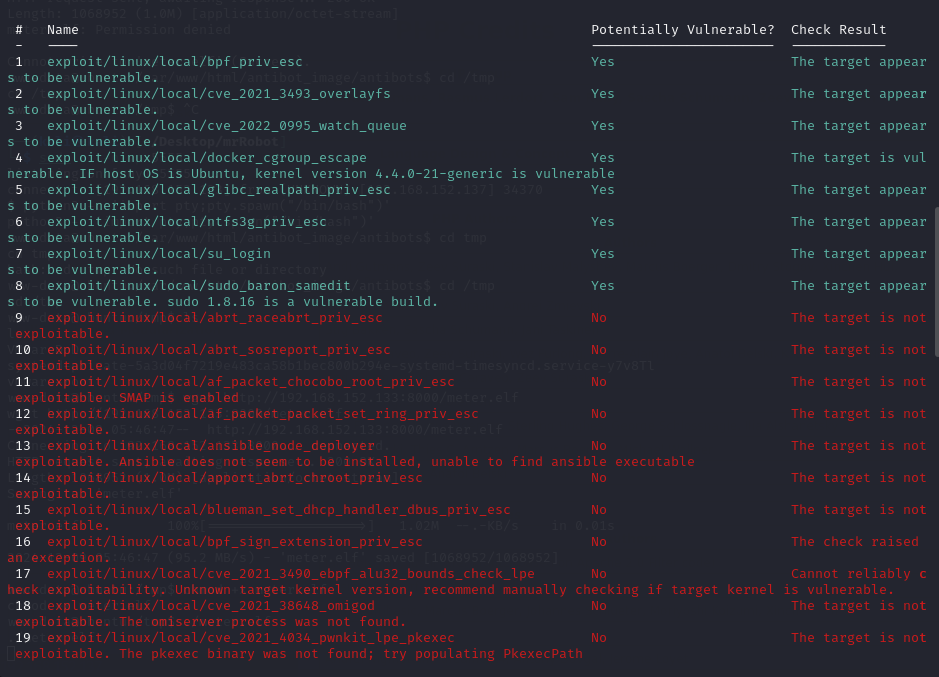 Length: 1068952 (1.0M) [application/octet-stream]
Permission denied
# Name Potentially Vulnerable? Check Result
- ---- ----------------------- ------------
1 exploit/linux/local/bpf_priv_esc Yes The target appear
s to be vulnerable.
2 exploit/linux/local/cve_2021_3493_overlayfs Yes The target appear
s to be vulnerable.
3 exploit/linux/local/cve_2022_0995_watch_queue Yes The target appear
s to be vulnerable.
4 exploit/linux/local/docker_cgroup_escape Yes The target is vul
nerable. IF host OS is Ubuntu, kernel version 4.4.0-21-generic is vulnerable
5 exploit/linux/local/glibc_realpath_priv_esc Yes The target appear
s to be vulnerable.
6 exploit/linux/local/ntfs3g_priv_esc Yes The target appear
s to be vulnerable.
7 exploit/linux/local/su_login Yes The target appear
s to be vulnerable.
8 exploit/linux/local/sudo_baron_samedit Yes The target appear
s to be vulnerable. sudo 1.8.16 is a vulnerable build.
9 exploit/linux/local/abrt_raceabrt_priv_esc No The target is not
exploitable.
10 exploit/linux/local/abrt_sosreport_priv_esc No The target is not
exploitable.
11 exploit/linux/local/af_packet_chocobo_root_priv_esc No The target is not
exploitable. SMAP is enabled
12 exploit/linux/local/af_packet_packet_set_ring_priv_esc No The target is not
exploitable.
13 exploit/linux/local/ansible_node_deployer No The target is not
exploitable. Ansible does not seem to be installed, unable to find ansible executable
14 exploit/linux/local/apport_abrt_chroot_priv_esc No The target is not
exploitable.
15 exploit/linux/local/blueman_set_dhcp_handler_dbus_priv_esc No The target is not
exploitable.
16 exploit/linux/local/bpf_sign_extension_priv_esc No The check raised
an exception.
17 exploit/linux/local/cve_2021_3490_ebpf_alu32_bounds_check_lpe No Cannot reliably c
heck exploitability. Unknown target kernel version, recommend manually checking if target kernel is vulnerable.
18 exploit/linux/local/cve_2021_38648_omigod No The target is not
exploitable. The omiserver process was not found.
19 exploit/linux/local/cve_2021_4034_pwnkit_lpe_pkexec No The target is not
exploitable. The pkexec binary was not found; try populating PkexecPath